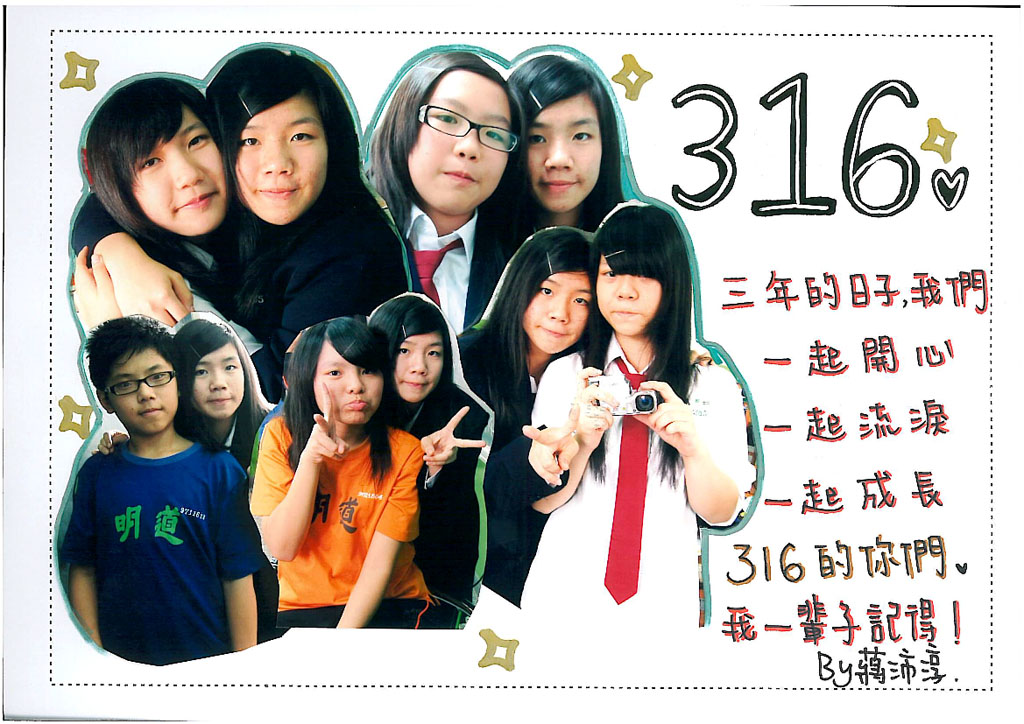 316
三年的日子,我們
一起開心
一起流淚
一起成長
316的你們.
我一輩子記得!
By蔣沛淳.
明道
9711611
明道